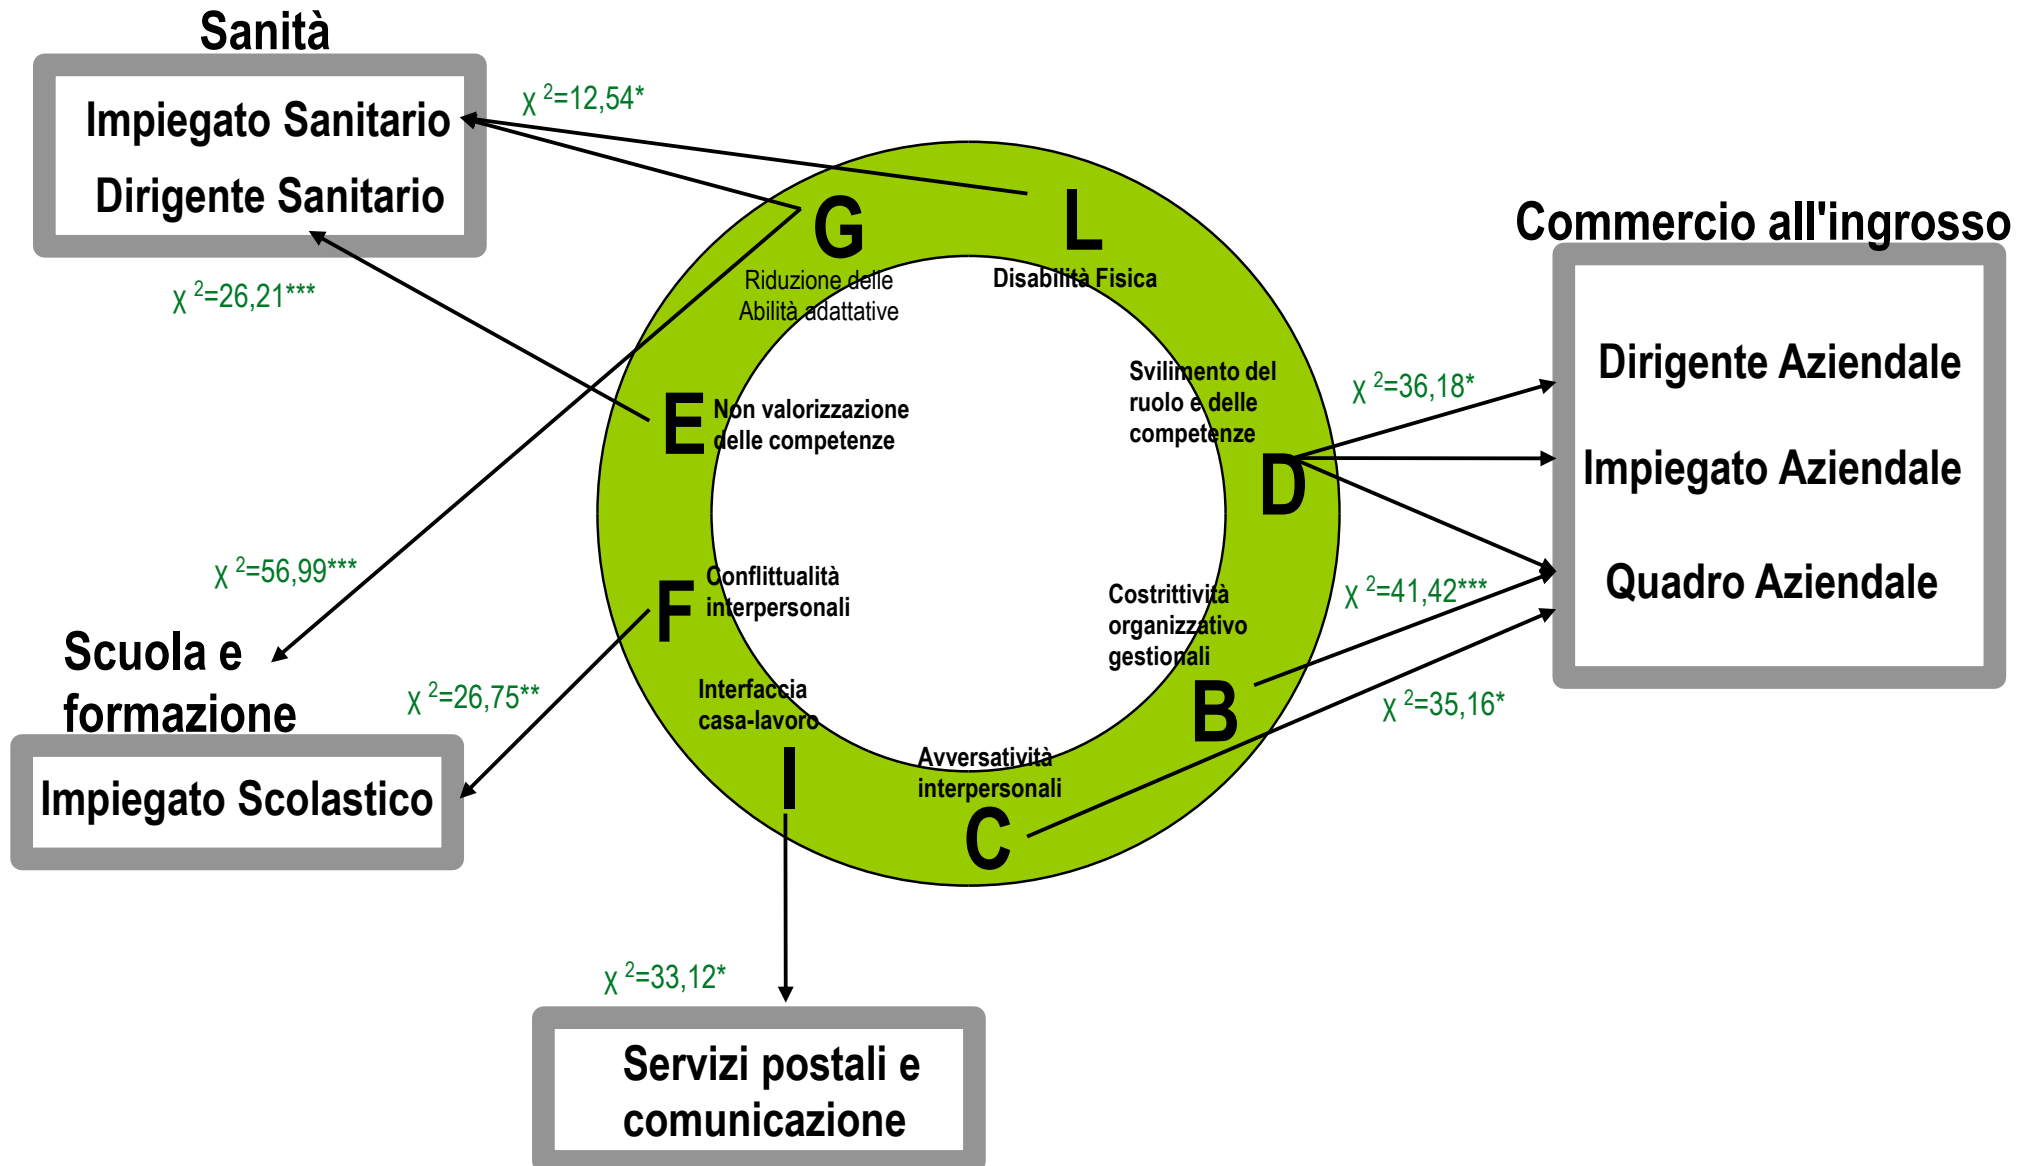 Sanità
Impiegato Sanitario
Dirigente Sanitario
χ 2=12,54*
χ 2=26,21***
G
Riduzione delle
Abilità adattative
L
Disabilità Fisica
Commercio all'ingrosso
Dirigente Aziendale
Impiegato Aziendale
Quadro Aziendale
E
Non valorizzazione
delle competenze
Svilimento del
ruolo e delle
competenze
D
χ 2=36,18*
χ 2=56,99***
F
Conflittualità
interpersonali
Costrittività
organizzativo
gestionali
B
χ 2=41,42***
χ 2=35,16*
Scuola e
formazione
Impiegato Scolastico
χ 2=26,75**
Interfaccia
casa-lavoro
I
Avversatività
interpersonali
C
χ 2=33,12*
Servizi postali e
comunicazione